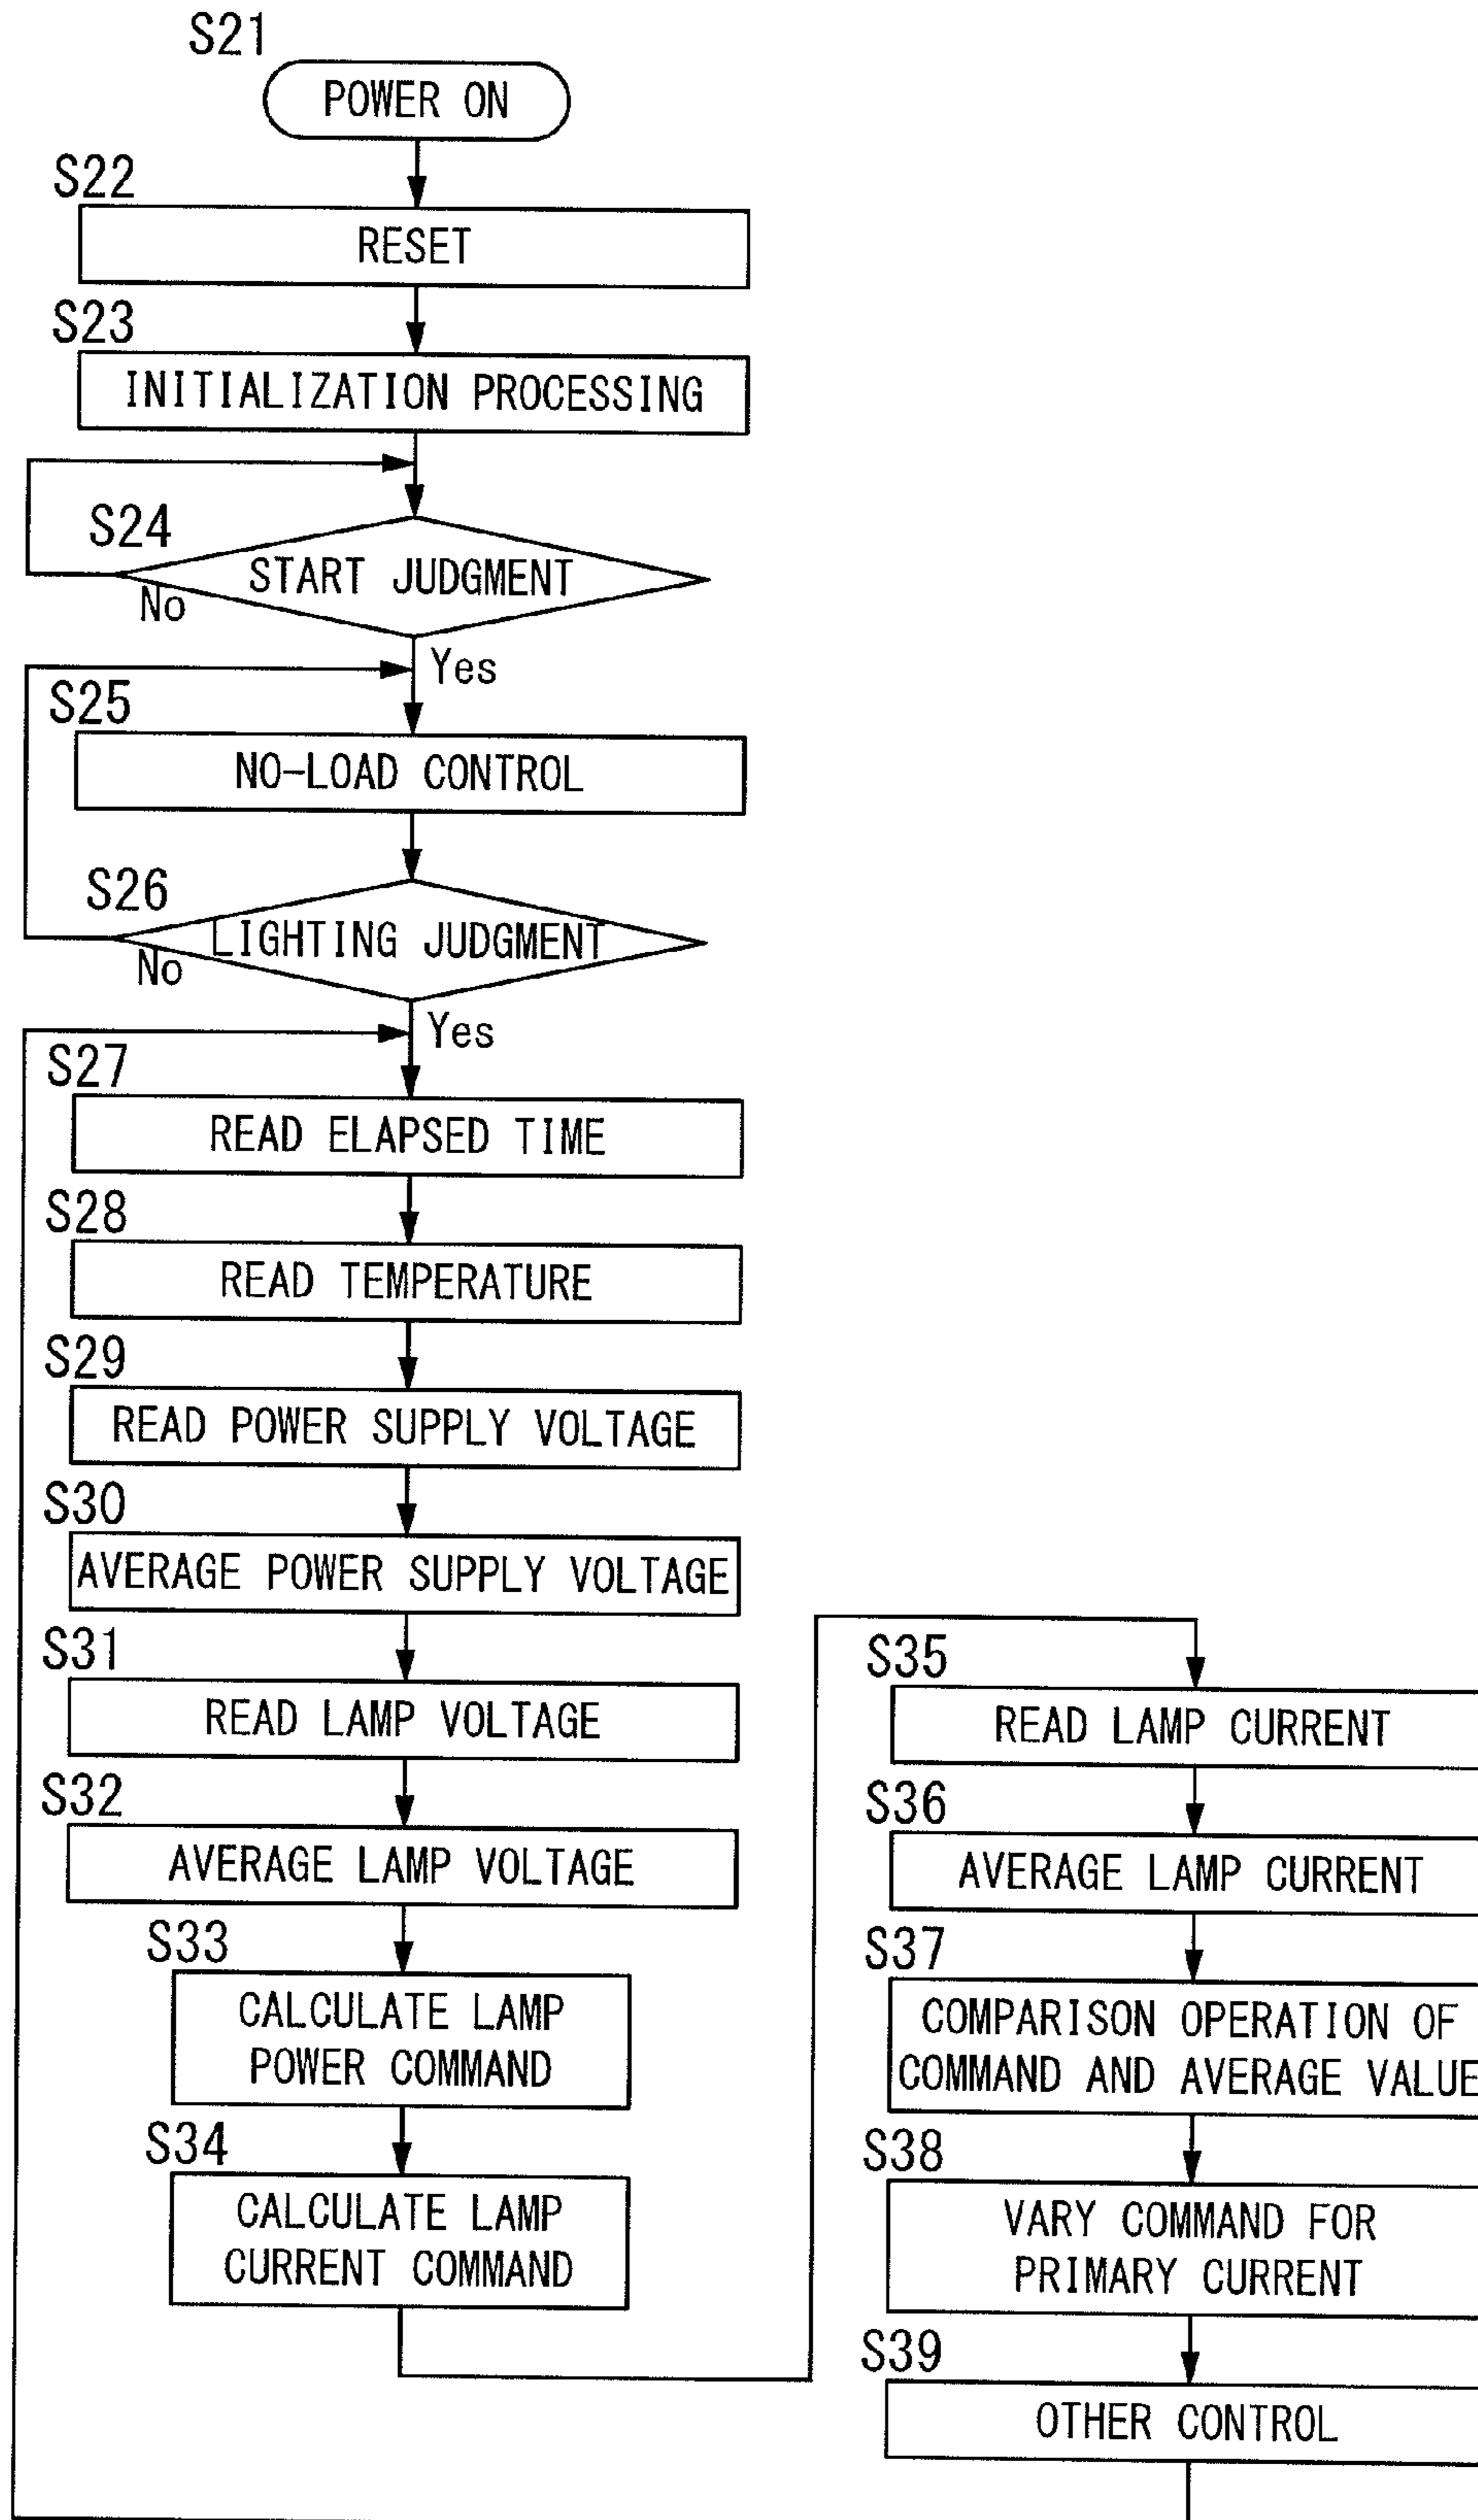 S21
POWER ON
S22
RESET
S23
INITIALIZATION PROCESSING
S24
START JUDGMENT
No
Yes
S25
NO-LOAD CONTROL
S26
LIGHTING JUDGMENT
No
Yes
S27
READ ELAPSED TIME
S28
READ TEMPERATURE
S29
READ POWER SUPPLY VOLTAGE
S30
AVERAGE POWER SUPPLY VOLTAGE
S31
READ LAMP VOLTAGE
S32
AVERAGE LAMP VOLTAGE
S33
CALCULATE LAMP
POWER COMMAND
S34
CALCULATE LAMP
CURRENT COMMAND
S35
READ LAMP CURRENT
S36
AVERAGE LAMP CURRENT
S37
COMPARISON OPERATION OF
COMMAND AND AVERAGE VALUE
S38
VARY COMMAND FOR
PRIMARY CURRENT
S39
OTHER CONTROL